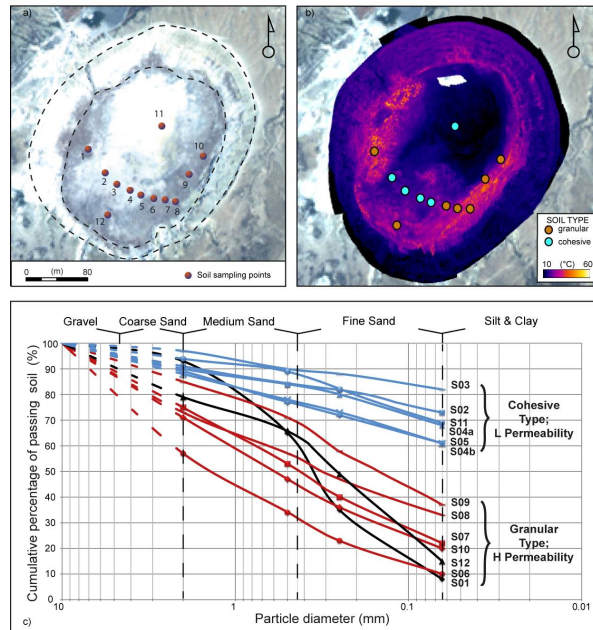 a)
11
1
10
2
3
4
5
6
7
8
9
12
0 (m) 80
Soil sampling points
b)
SOIL TYPE
granular
cohesive
10 (°C) 60
Gravel Coarse Sand Medium Sand Fine Sand Silt & Clay
Cumulative percentage of passing soil (%)
100
90
80
70
60
50
40
30
20
10
0
S03
S02
S11
S04a
S05
S04b
Cohesive
Type;
L Permeability
S09
S08
S07
S10
S12
S06
S01
Granular
Type;
H Permeability
10 1 0.1 0.01
Particle diameter (mm)
c)